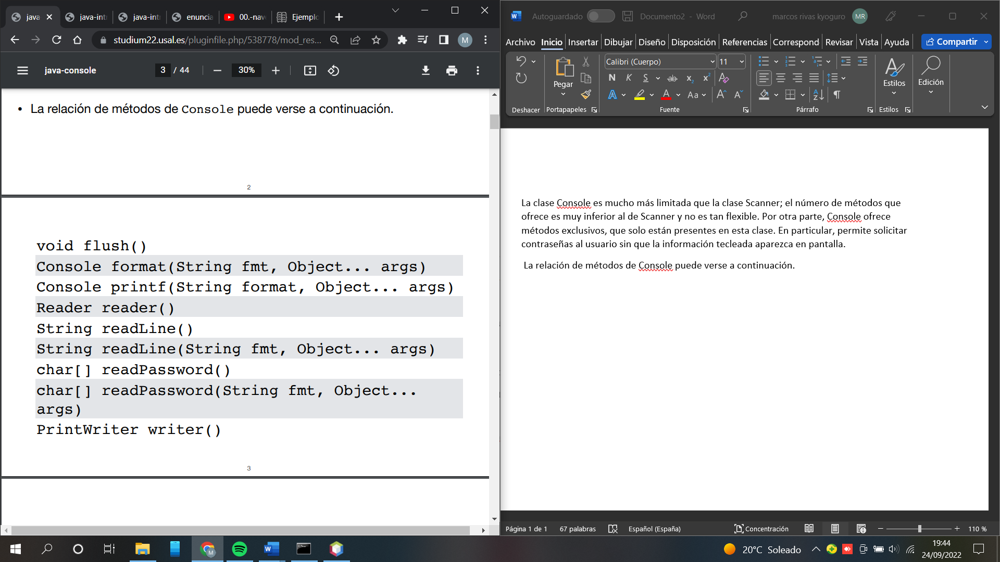 java
java-int
java-int
enuncia
00.-nav
Ejemplo
studium22.usal.es/pluginfile.php/538778/mod_res...
M
java-console
3 / 44
30%
• La relación de métodos de Console puede verse a continuación.
2
void flush()
Console format(String fmt, Object... args)
Console printf(String format, Object... args)
Reader reader()
String readLine()
String readLine(String fmt, Object... args)
char[] readPassword()
char[] readPassword(String fmt, Object...
args)
PrintWriter writer()
3
Autoguardado
Documento2 - Word
marcos rivas kyoguro
MR
Archivo Inicio Insertar Dibujar Diseño Disposición Referencias Correspond Revisar Vista Ayuda
Compartir
Pegar
Calibri (Cuerpo)
11
N K S ab x2 x2 A
A A Aa A A
Estilos
Edición
Deshacer
Portapapeles
Fuente
Párrafo
Estilos
La clase Console es mucho más limitada que la clase Scanner; el número de métodos que
ofrece es muy inferior al de Scanner y no es tan flexible. Por otra parte, Console ofrece
métodos exclusivos, que solo están presentes en esta clase. En particular, permite solicitar
contraseñas al usuario sin que la información tecleada aparezca en pantalla.
La relación de métodos de Console puede verse a continuación.
Página 1 de 1
67 palabras
Español (España)
Concentración
110 %
20°C Soleado
19:44
24/09/2022